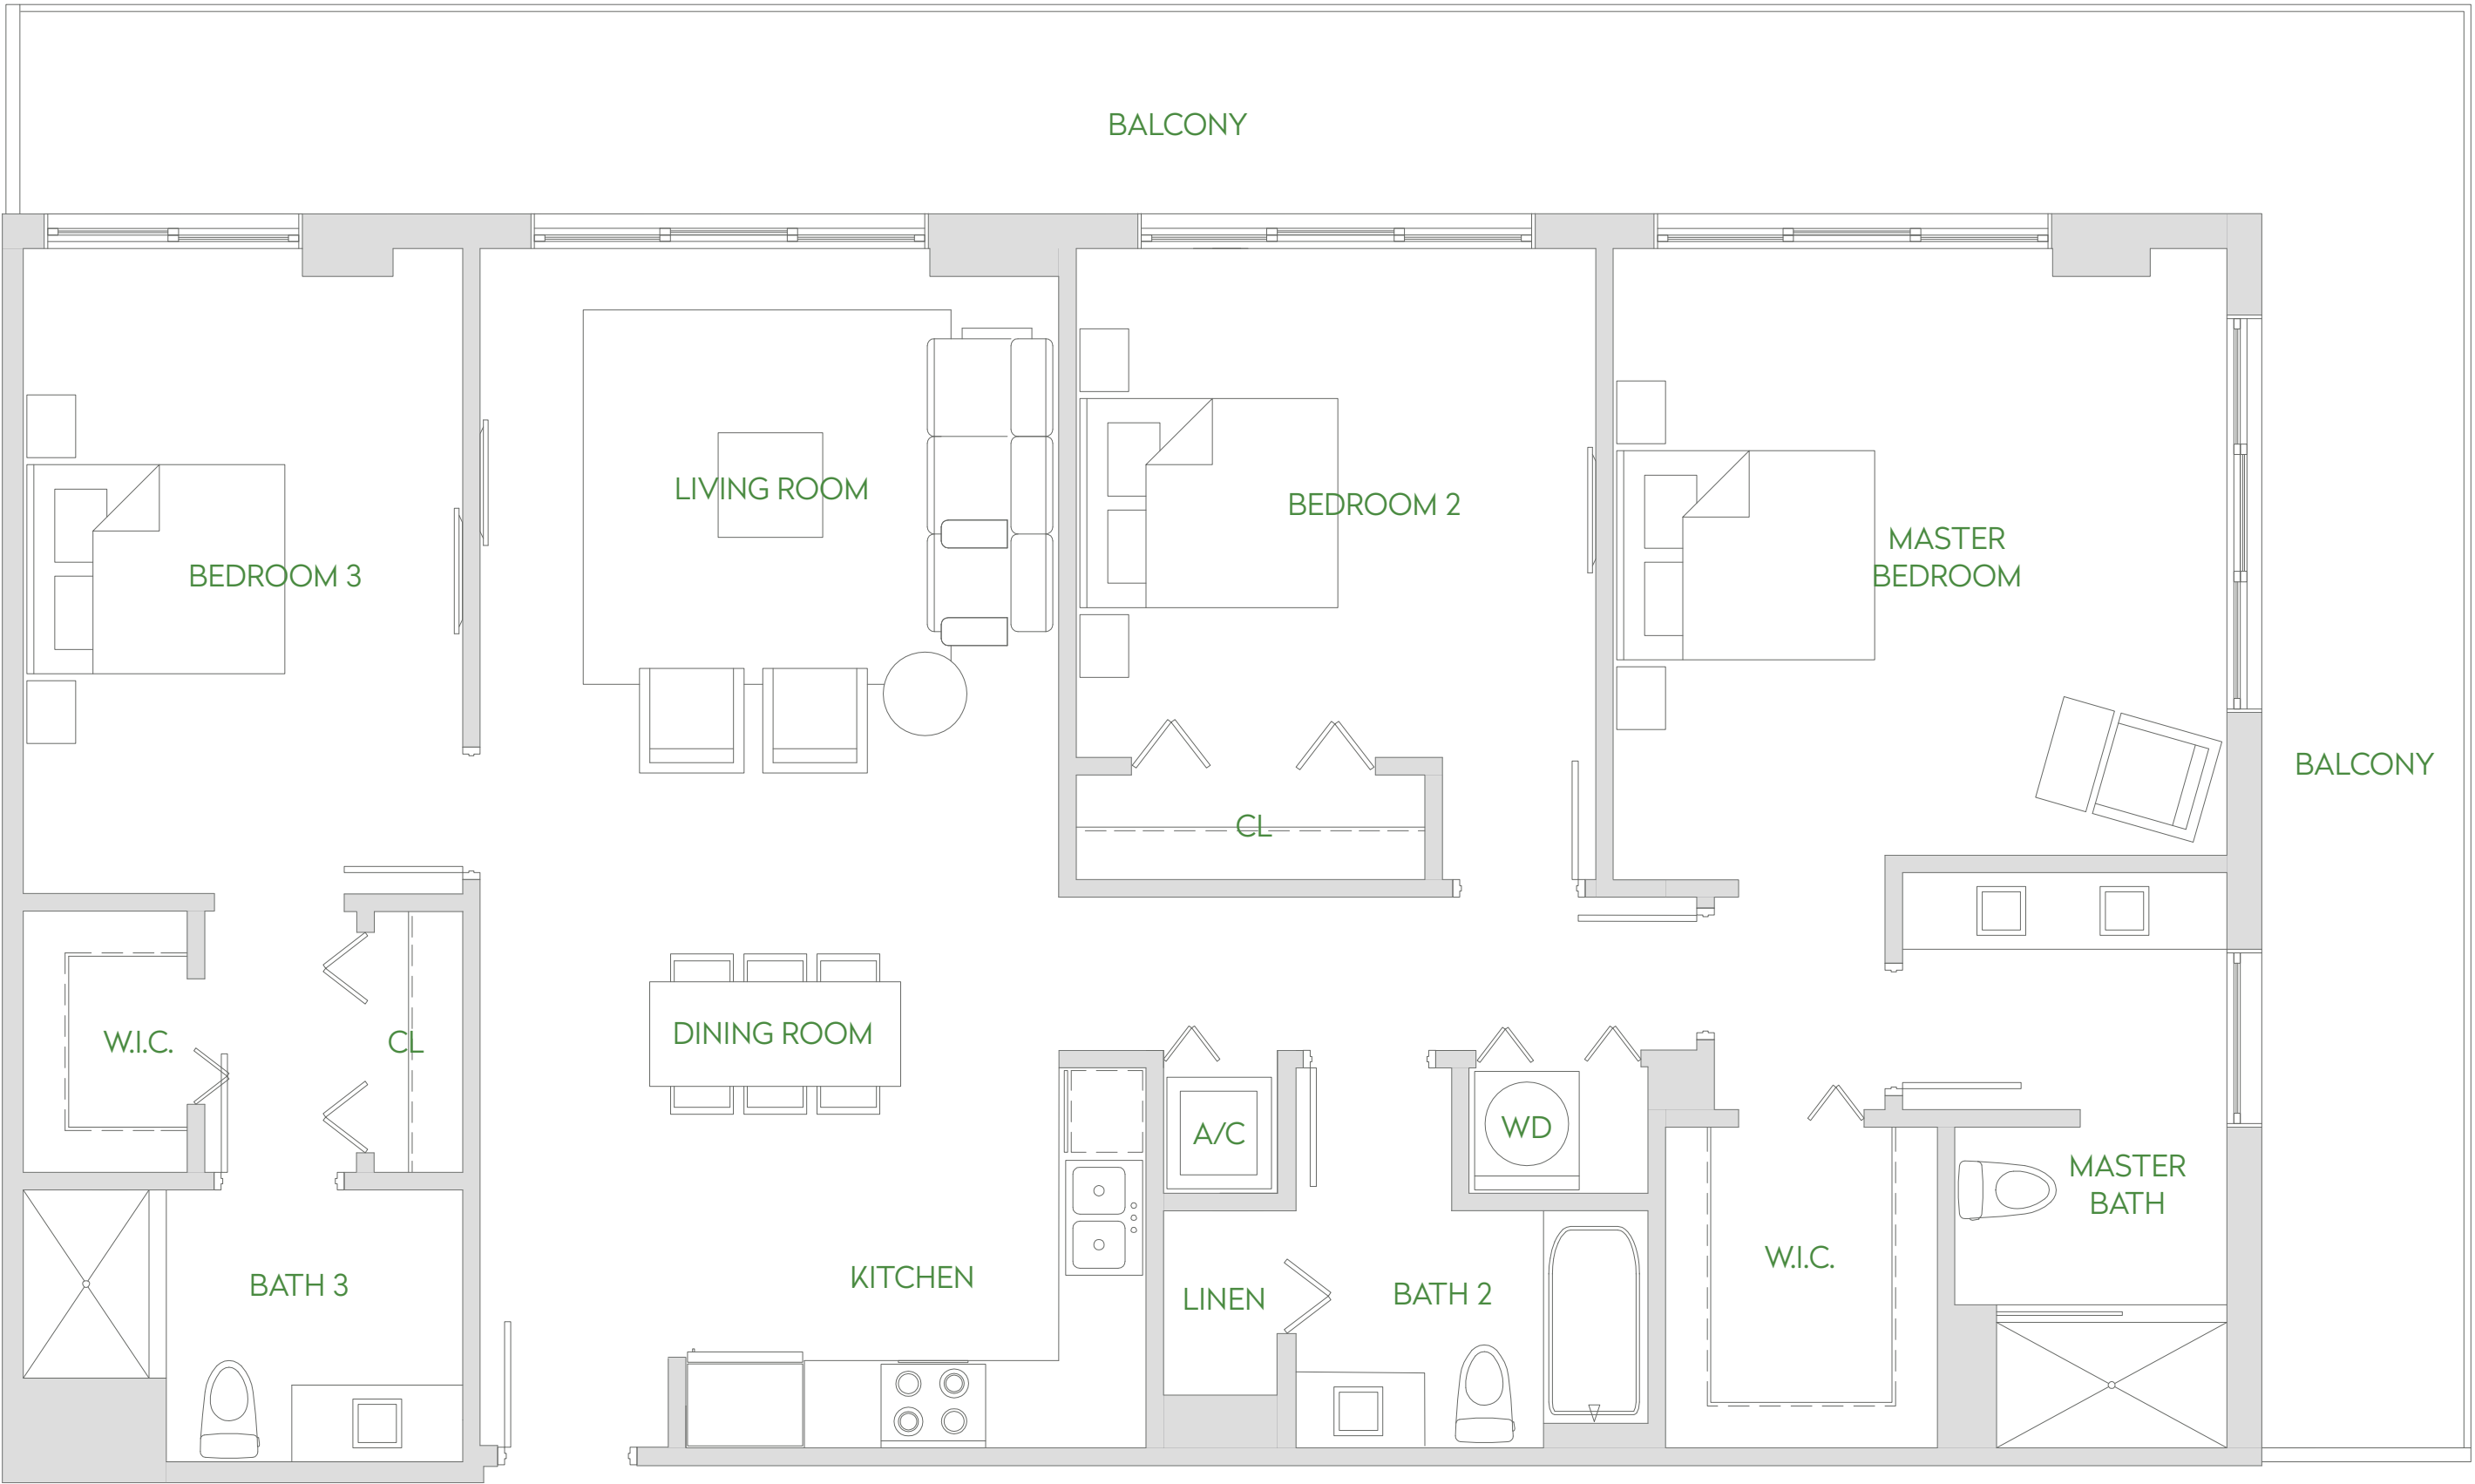 BALCONY
LIVING ROOM
BEDROOM 2
MASTER
BEDROOM
BEDROOM 3
BALCONY
CL
W.I.C.
CL
DINING ROOM
A/C
WD
MASTER
BATH
W.I.C.
BATH 3
KITCHEN
LINEN
BATH 2